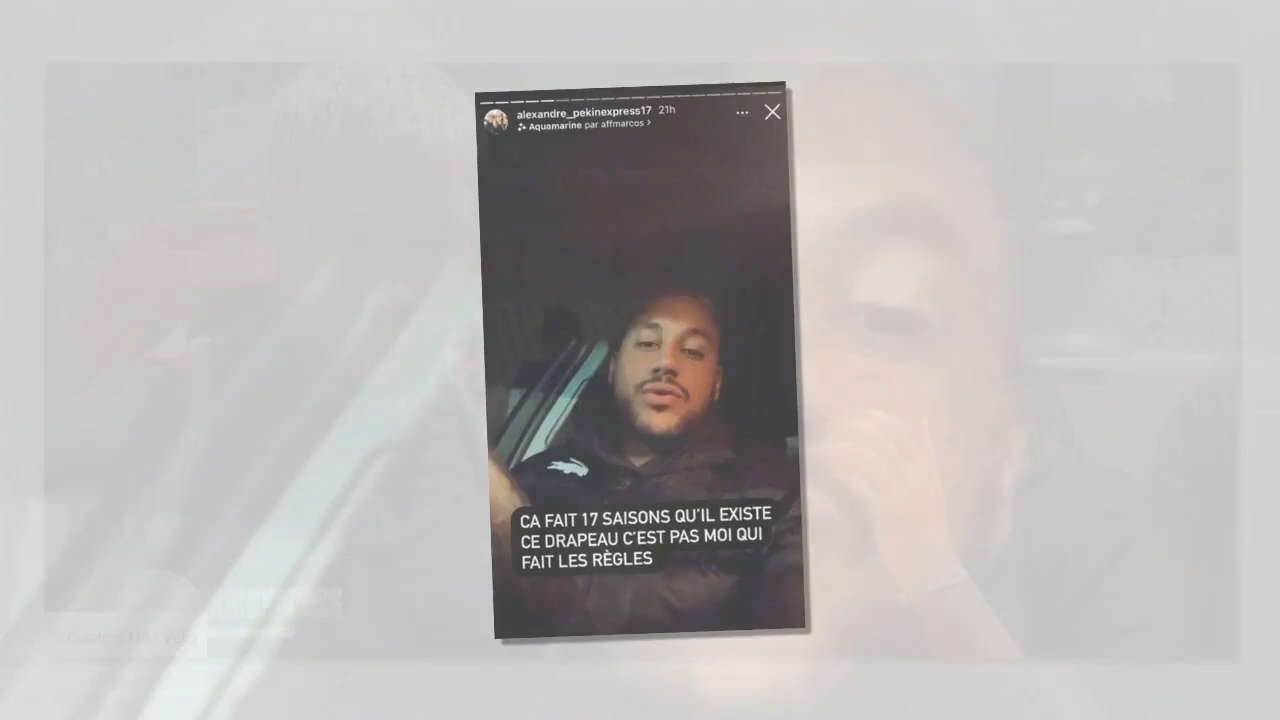 alexandre_pekinexpress17 21h
Aquamarine par affmarcos >
CA FAIT 17 SAISONS QU'IL EXISTE
CE DRAPEAU C'EST PAS MOI QUI
FAIT LES RÈGLES